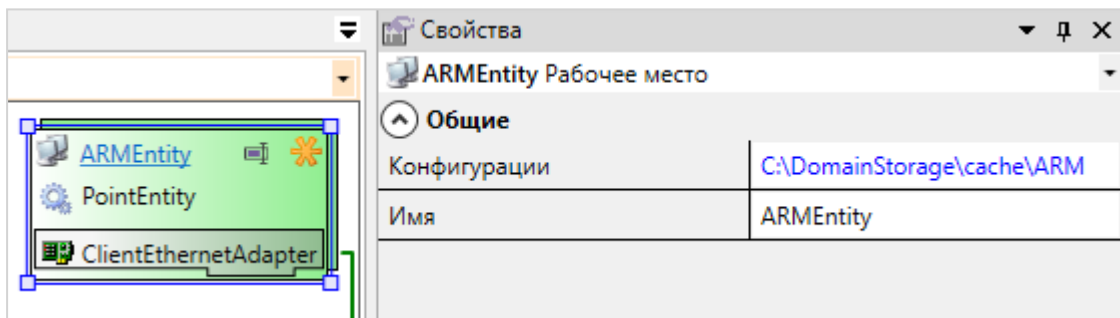 Свойства
ARMEntity Рабочее место
Общие
Конфигурации C:\DomainStorage\cache\ARM
Имя ARMEntity
ARMEntity
PointEntity
ClientEthernetAdapter